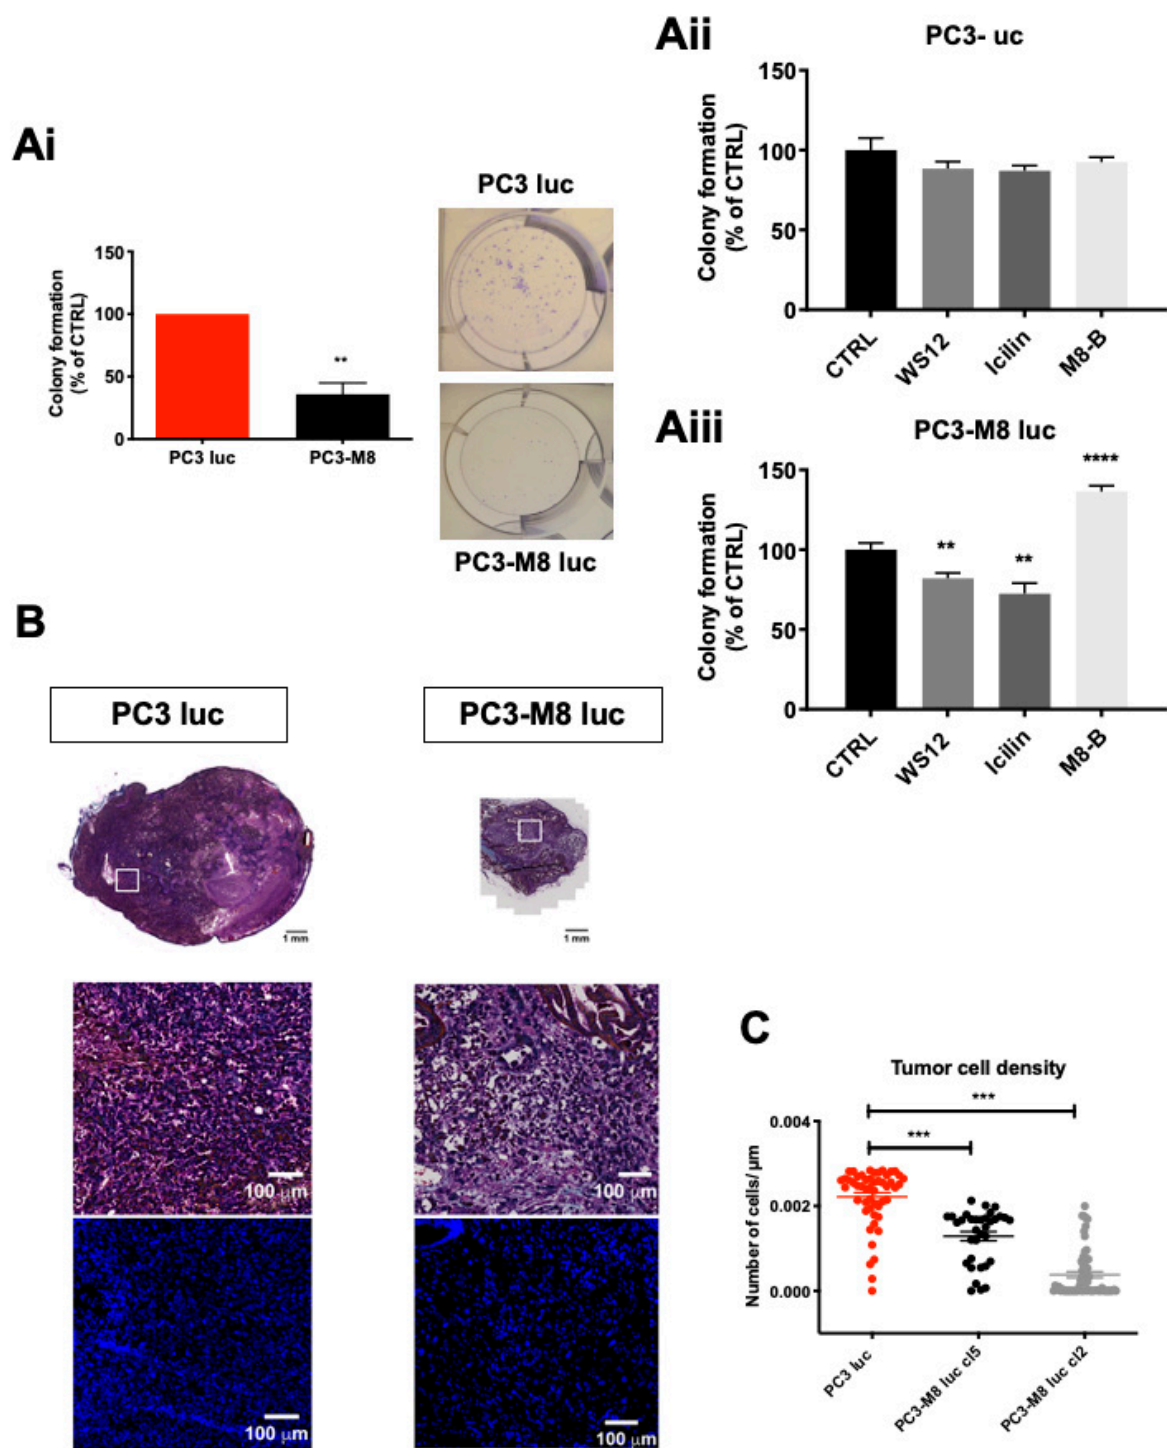 Ai
150
100
50
0
Colony formation
(% of CTRL)
**
PC3 luc
PC3-M8
PC3 luc
PC3-M8 luc
Aii
PC3- uc
150
100
50
0
Colony formation
(% of CTRL)
CTRL
WS12
Icilin
M8-B
Aiii
PC3-M8 luc
150
100
50
0
Colony formation
(% of CTRL)
**
**
****
CTRL
WS12
Icilin
M8-B
B
PC3 luc
PC3-M8 luc
1 mm
1 mm
100 µm
100 µm
100 µm
100 µm
C
Tumor cell density
***
***
0.004
0.002
0.000
Number of cells/ µm
PC3 luc
PC3-M8 luc cl5
PC3-M8 luc cl2